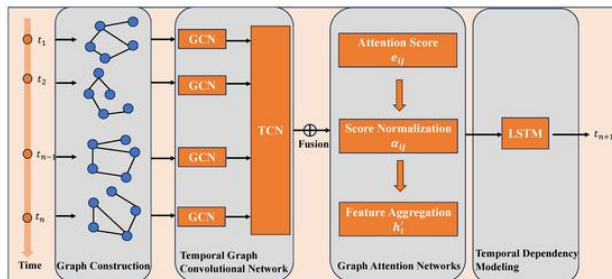 t₁
t₂
tₙ₋₁
tₙ
Time
Graph Construction
GCN
GCN
GCN
GCN
TCN
Temporal Graph
Convolutional Network
Fusion
Attention Score
eᵢⱼ
Score Normalization
αᵢⱼ
Feature Aggregation
h′ᵢ
Graph Attention Networks
LSTM
Temporal Dependency
Modeling
tₙ₊₁